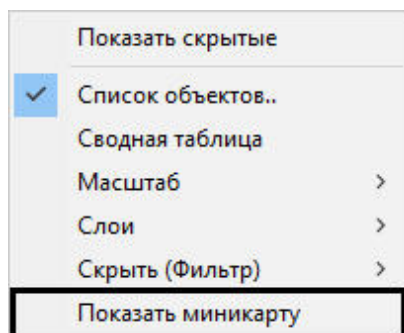 Показать скрытые
Список объектов..
Сводная таблица
Масштаб
Слои
Скрыть (Фильтр)
Показать миникарту